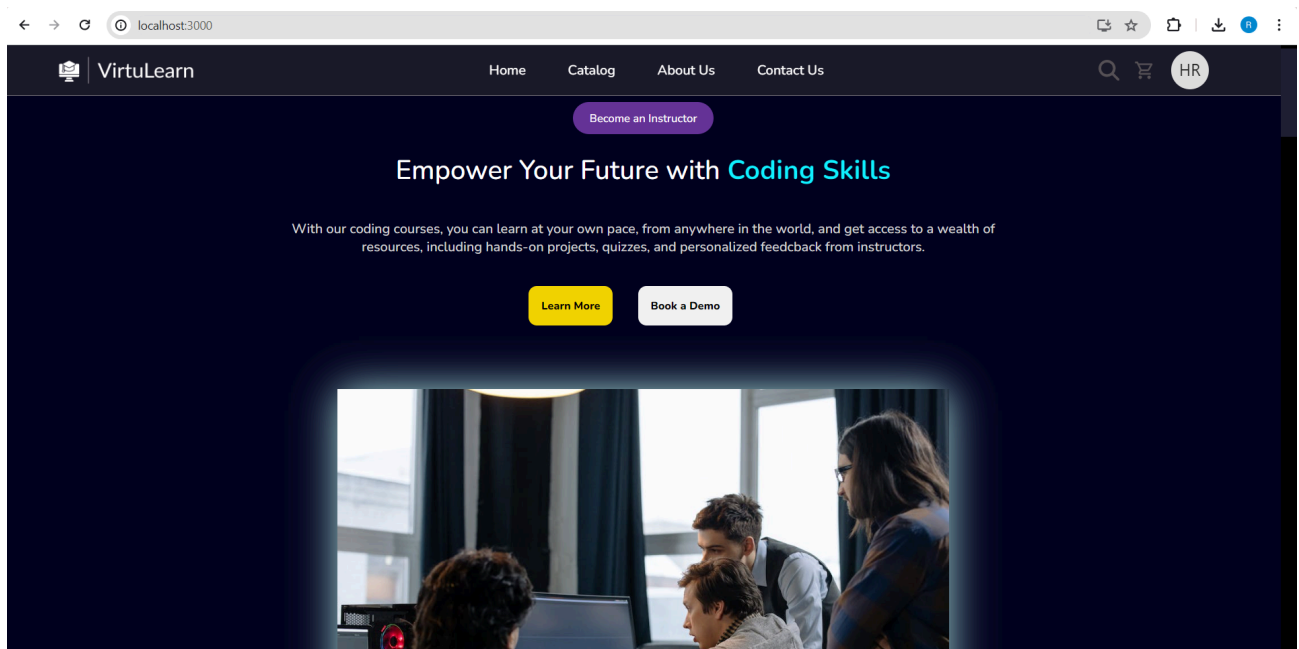 localhost:3000
R
VirtuLearn
Home Catalog About Us Contact Us
HR
Become an Instructor
Empower Your Future with Coding Skills
With our coding courses, you can learn at your own pace, from anywhere in the world, and get access to a wealth of
resources, including hands-on projects, quizzes, and personalized feedcback from instructors.
Learn More Book a Demo